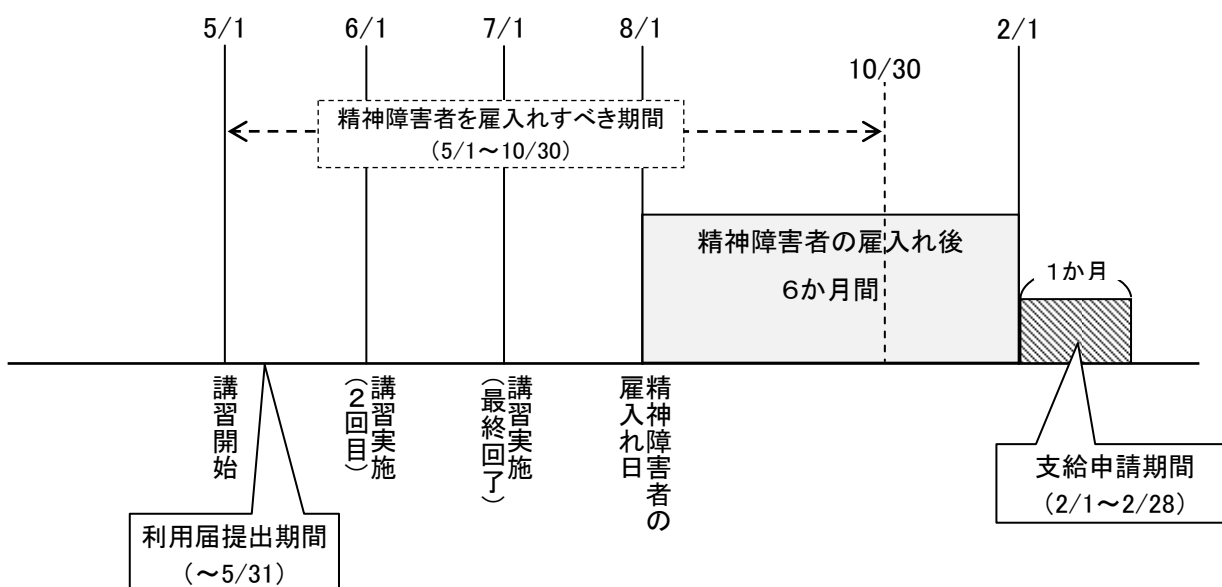 5/1
6/1
7/1
8/1
2/1
10/30
精神障害者を雇入れすべき期間
（5/1～10/30）
精神障害者の雇入れ後
６か月間
１か月
講習開始
講習実施
（２回目）
講習実施
（最終回了）
精神障害者の
雇入れ日
利用届提出期間
（～5/31）
支給申請期間
（2/1～2/28）